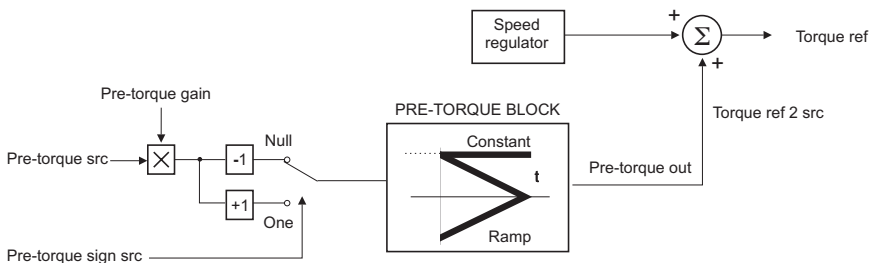 Speed
regulator
+
Σ
+
Torque ref
Pre-torque gain
PRE-TORQUE BLOCK
Torque ref 2 src
Null
Constant
Pre-torque src
×
-1
t
Pre-torque out
+1
One
Ramp
Pre-torque sign src